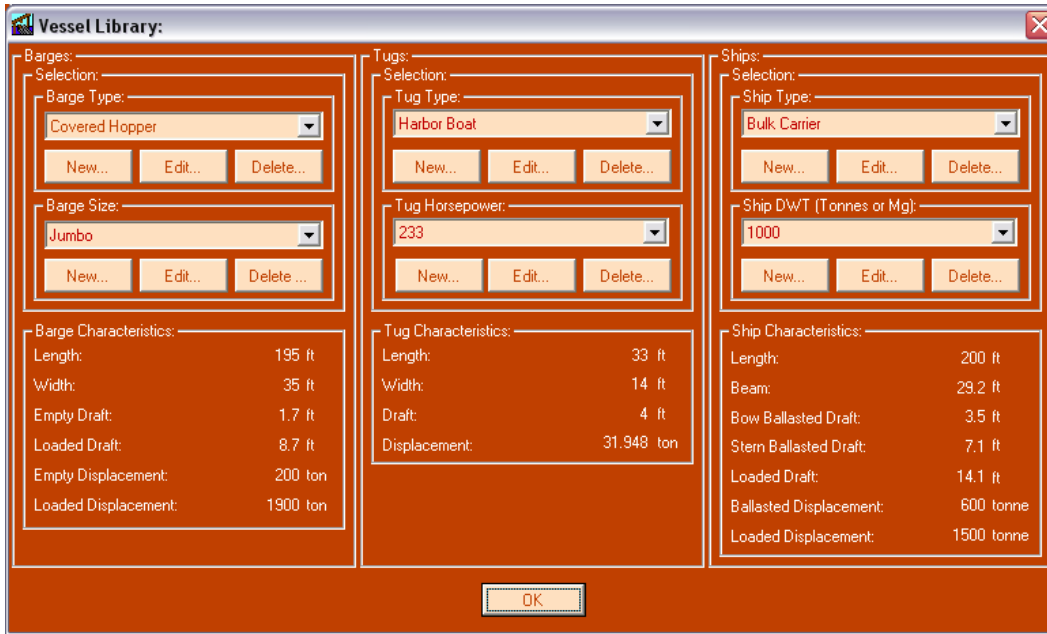 Vessel Library:
Barges:
Selection:
Barge Type:
Covered Hopper
New... Edit... Delete...
Barge Size:
Jumbo
New... Edit... Delete ...
Barge Characteristics:
Length: 195 ft
Width: 35 ft
Empty Draft: 1.7 ft
Loaded Draft: 8.7 ft
Empty Displacement: 200 ton
Loaded Displacement: 1900 ton
Tugs:
Selection:
Tug Type:
Harbor Boat
New... Edit... Delete...
Tug Horsepower:
233
New... Edit... Delete...
Tug Characteristics:
Length: 33 ft
Width: 14 ft
Draft: 4 ft
Displacement: 31.948 ton
Ships:
Selection:
Ship Type:
Bulk Carrier
New... Edit... Delete...
Ship DWT (Tonnes or Mg):
1000
New... Edit... Delete...
Ship Characteristics:
Length: 200 ft
Beam: 29.2 ft
Bow Ballasted Draft: 3.5 ft
Stern Ballasted Draft: 7.1 ft
Loaded Draft: 14.1 ft
Ballasted Displacement: 600 tonne
Loaded Displacement: 1500 tonne
OK